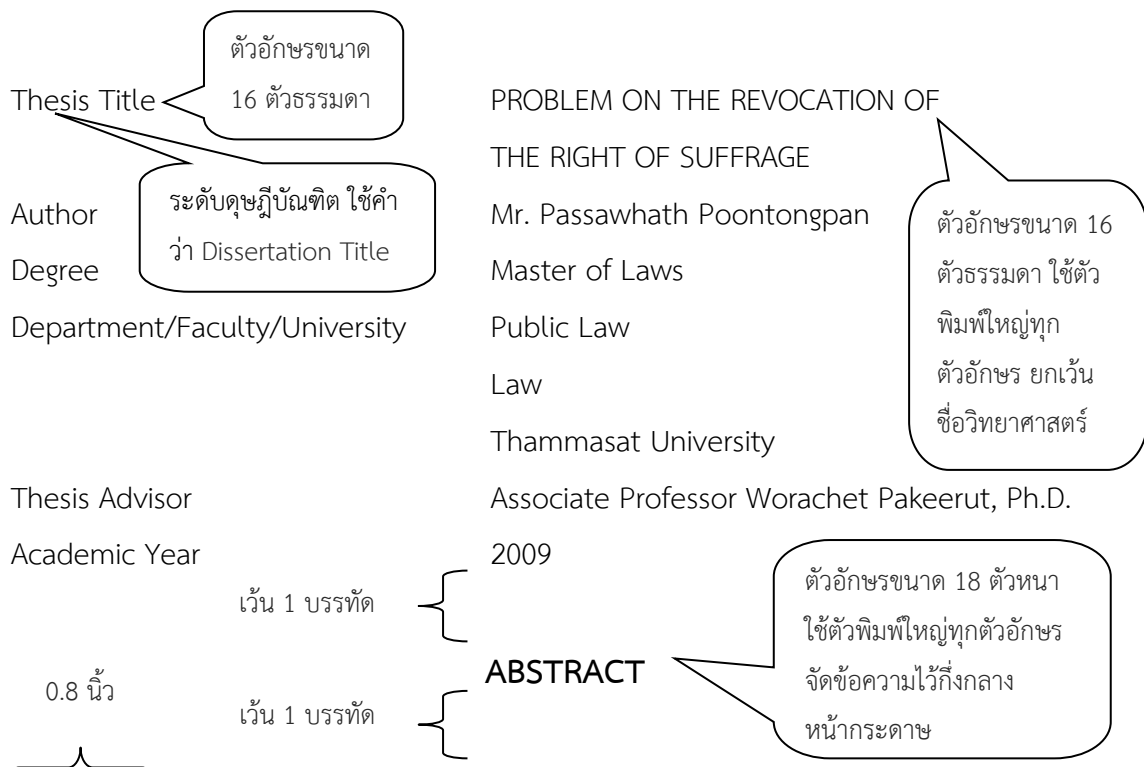 ตัวอักษรขนาด
16 ตัวธรรมดา
Thesis Title
PROBLEM ON THE REVOCATION OF
THE RIGHT OF SUFFRAGE
ระดับดุษฎีบัณฑิต ใช้คำ
ว่า Dissertation Title
Author
Mr. Passawhath Poontongpan
ตัวอักษรขนาด 16
ตัวธรรมดา ใช้ตัว
พิมพ์ใหญ่ทุก
ตัวอักษร ยกเว้น
ชื่อวิทยาศาสตร์
Degree
Master of Laws
Department/Faculty/University
Public Law
Law
Thammasat University
Thesis Advisor
Associate Professor Worachet Pakeerut, Ph.D.
Academic Year
2009
เว้น 1 บรรทัด
ตัวอักษรขนาด 18 ตัวหนา
ใช้ตัวพิมพ์ใหญ่ทุกตัวอักษร
จัดข้อความไว้กึ่งกลาง
หน้ากระดาษ
ABSTRACT
0.8 นิ้ว
เว้น 1 บรรทัด